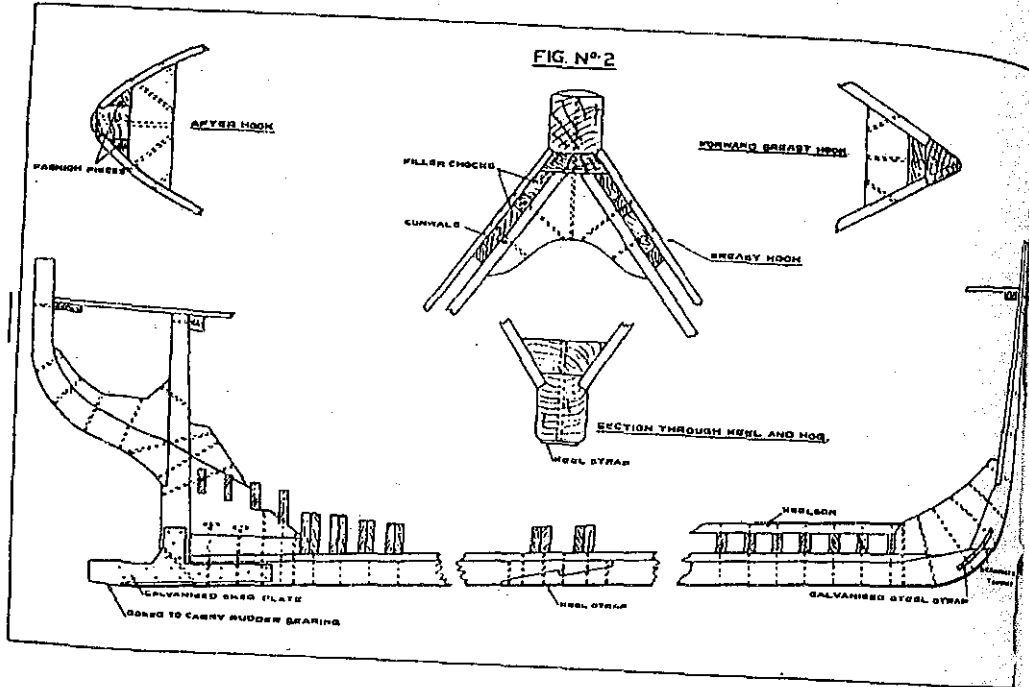 FIG. Nº 2
AFTER HOOK
FASHION PIECES
FILLER CHOCKS
GUNWALE
BREAST HOOK
FORWARD BREAST HOOK
SECTION THROUGH KEEL AND HOG
KEEL STRAP
KEELSON
GALVANISED SKEG PLATE
BORED TO CARRY RUDDER BEARING
KEEL STRAP
GALVANISED STEEL STRAP